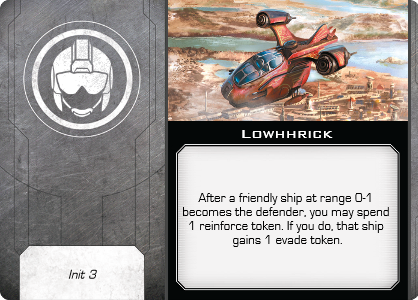 Lowhhrick
After a friendly ship at range 0-1
becomes the defender, you may spend
1 reinforce token. If you do, that ship
gains 1 evade token.
Init 3